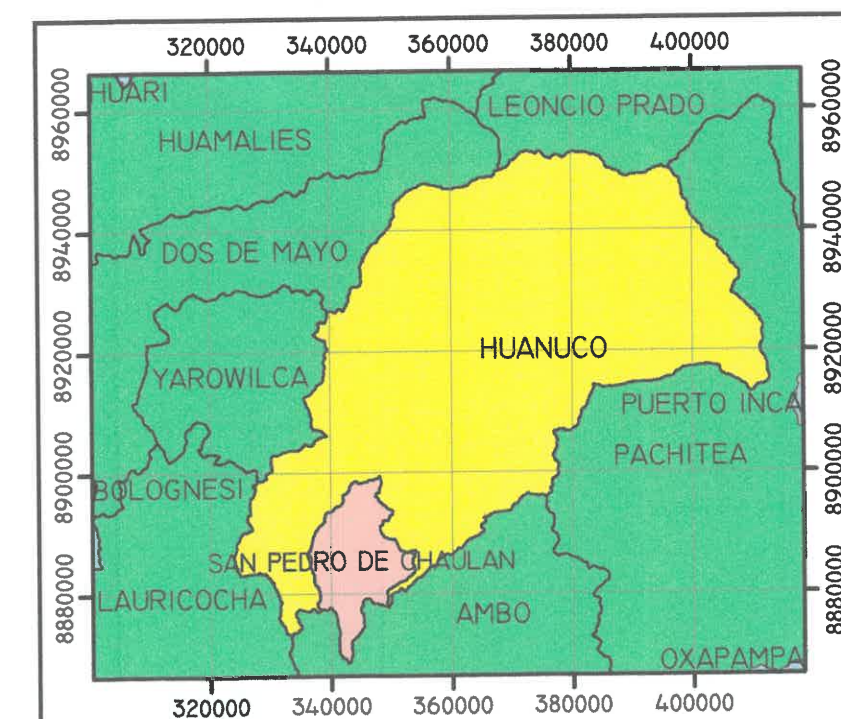 320000 340000 360000 380000 400000
HUARI
LEONCIO PRADO
HUAMALIES
8960000 8960000
DOS DE MAYO
8940000 8940000
HUANUCO
YAROWILCA
8920000 8920000
PUERTO INCA
PACHITEA
BOLOGNESI
8900000 8900000
SAN PEDRO DE CHAULAN
LAURICOCHA
AMBO
8880000 8880000
OXAPAMPA
320000 340000 360000 380000 400000